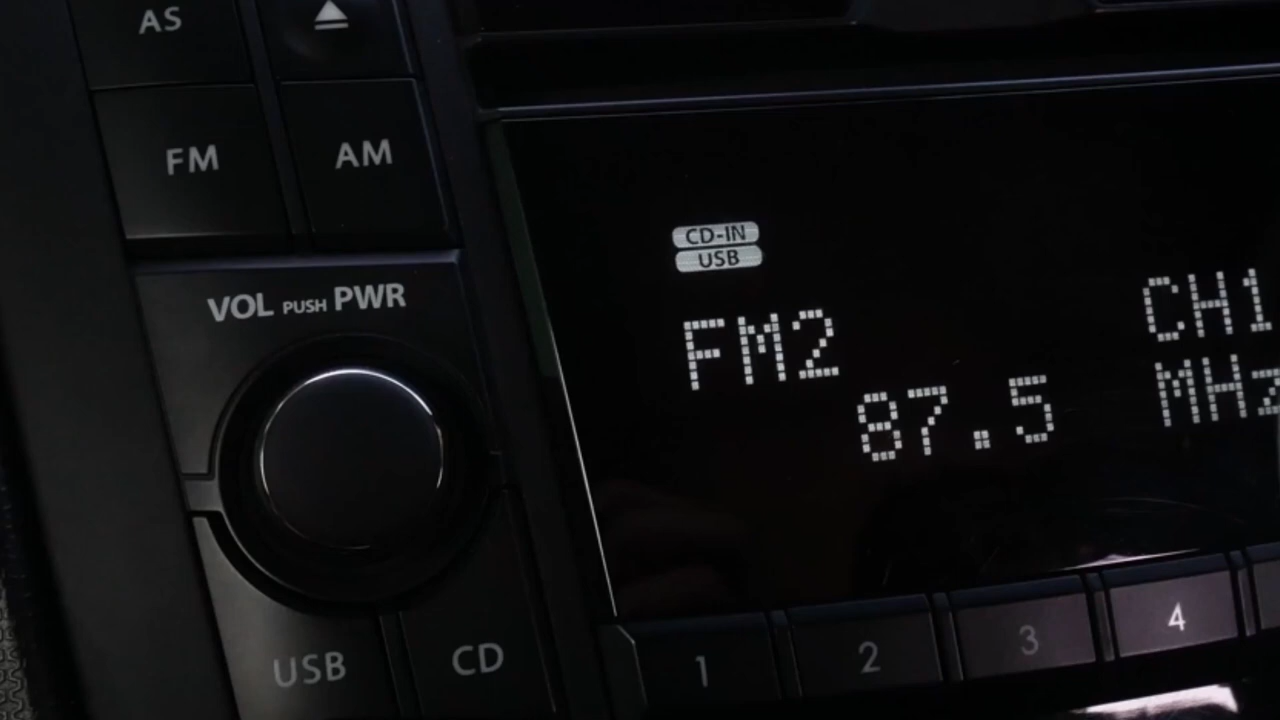 AS
FM AM
VOL PUSH PWR
CD-IN
USB
FM2
CH1
87.5 MHz
USB CD
1 2 3 4